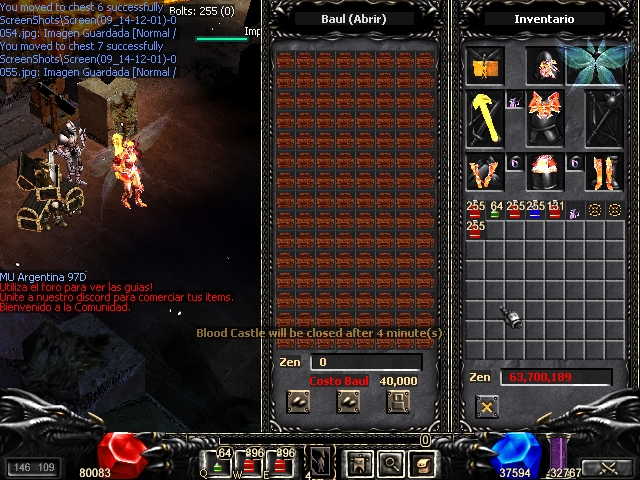 You moved to chest 6 successfully
ScreenShots\Screen(09_14-12-01)-0
054.jpg: Imagen Guardada [Normal /
You moved to chest 7 successfully
ScreenShots\Screen(09_14-12-01)-0
055.jpg: Imagen Guardada [Normal /
Bolts: 255 (0)
Imp
Baul (Abrir)
Inventario
6
6
255 64 255 255 131
255
MU Argentina 97D
Utiliza el foro para ver las guias!
Unite a nuestro discord para comerciar tus items.
Bienvenido a la Comunidad.
Blood Castle will be closed after 4 minute(s)
Zen 0
Costo Baul 40,000
Zen 63,700,189
0
64 896 896
Q W E
146 109
80083
37594
-32767